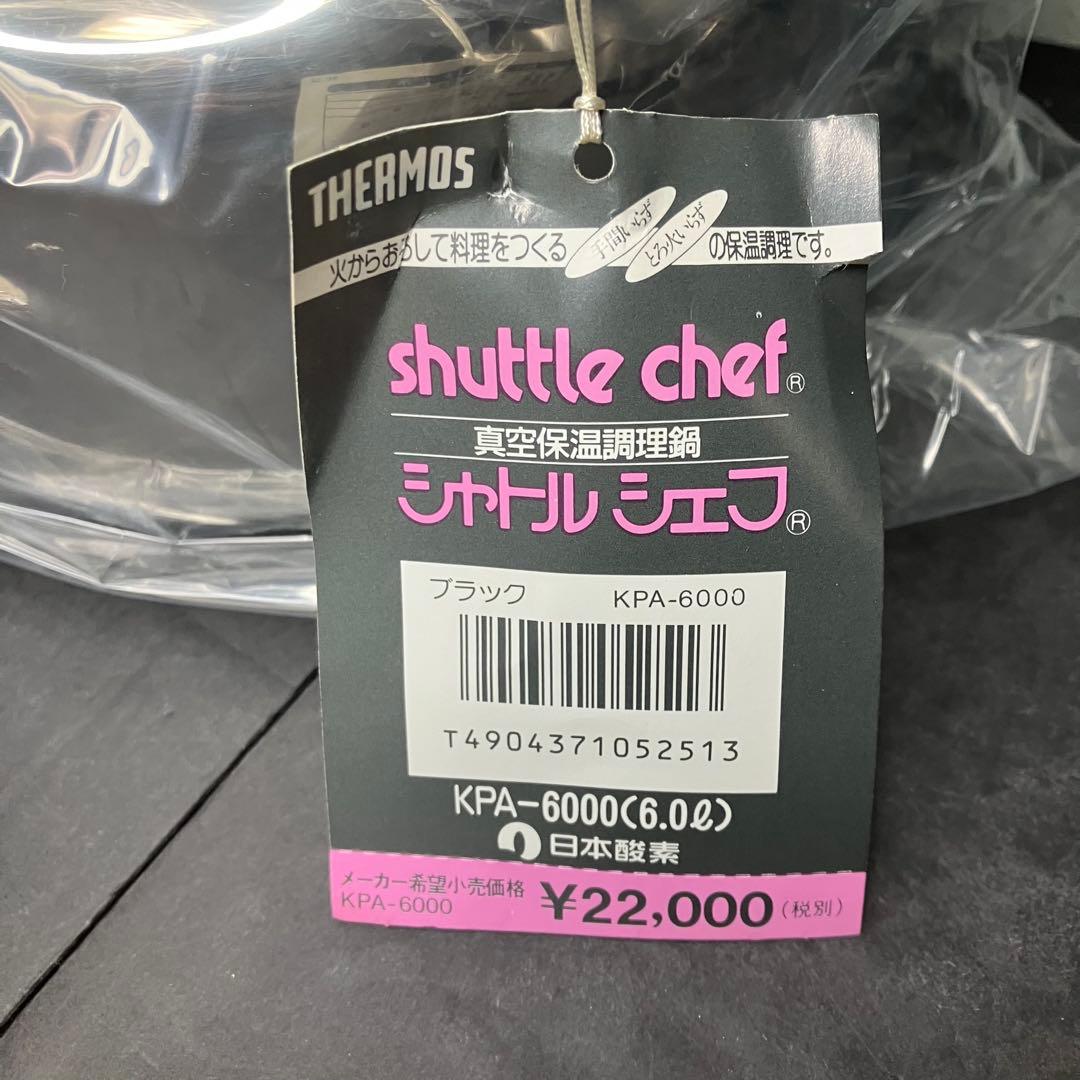 THERMOS
火からおろして料理をつくる 手間いらず とろ火いらず の保温調理です。
shuttle chef®
真空保温調理鍋
シャトルシェフ®
ブラック KPA-6000
T4904371052513
KPA-6000(6.0ℓ)
日本酸素
メーカー希望小売価格
KPA-6000 ¥22,000(税別)